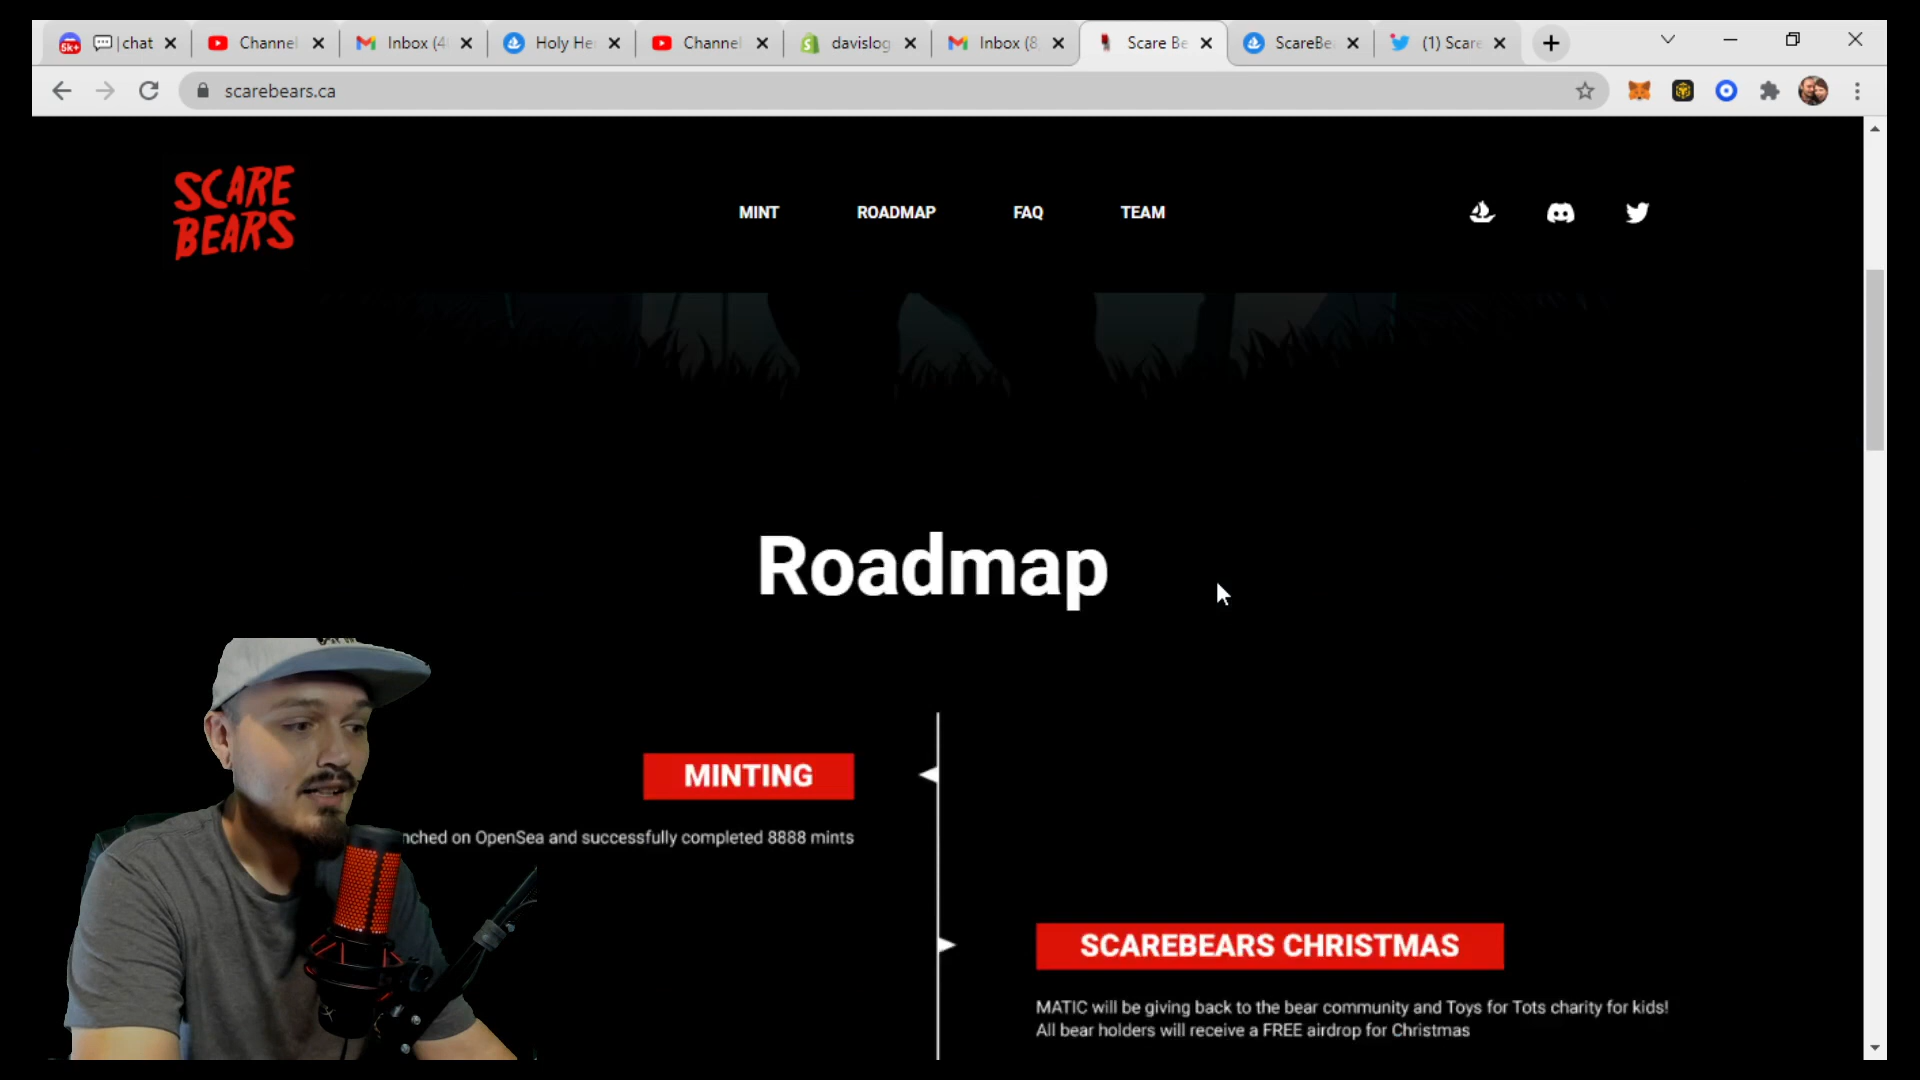 chat
Channel
Inbox (4
Holy He
Channel
davislog
Inbox (8
Scare Be
ScareBe
(1) Scare
5k+
scarebears.ca
SCARE
BEARS
MINT
ROADMAP
FAQ
TEAM
Roadmap
MINTING
nched on OpenSea and successfully completed 8888 mints
SCAREBEARS CHRISTMAS
MATIC will be giving back to the bear community and Toys for Tots charity for kids!
All bear holders will receive a FREE airdrop for Christmas